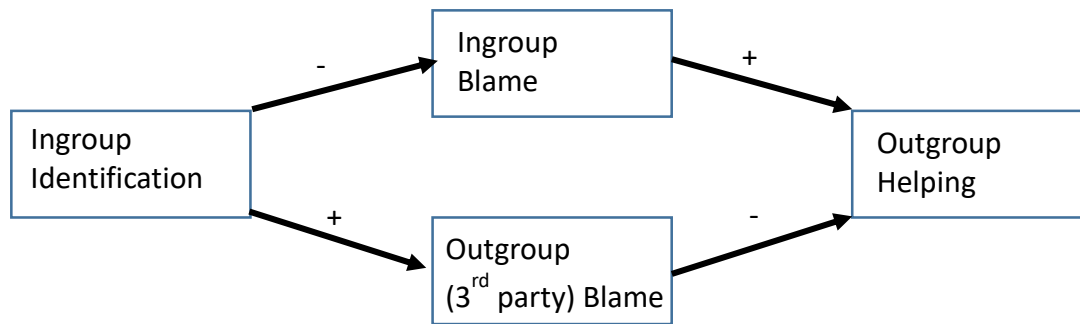 Ingroup
Blame
-
+
Ingroup
Identification
Outgroup
Helping
+
-
Outgroup
(3rd party) Blame